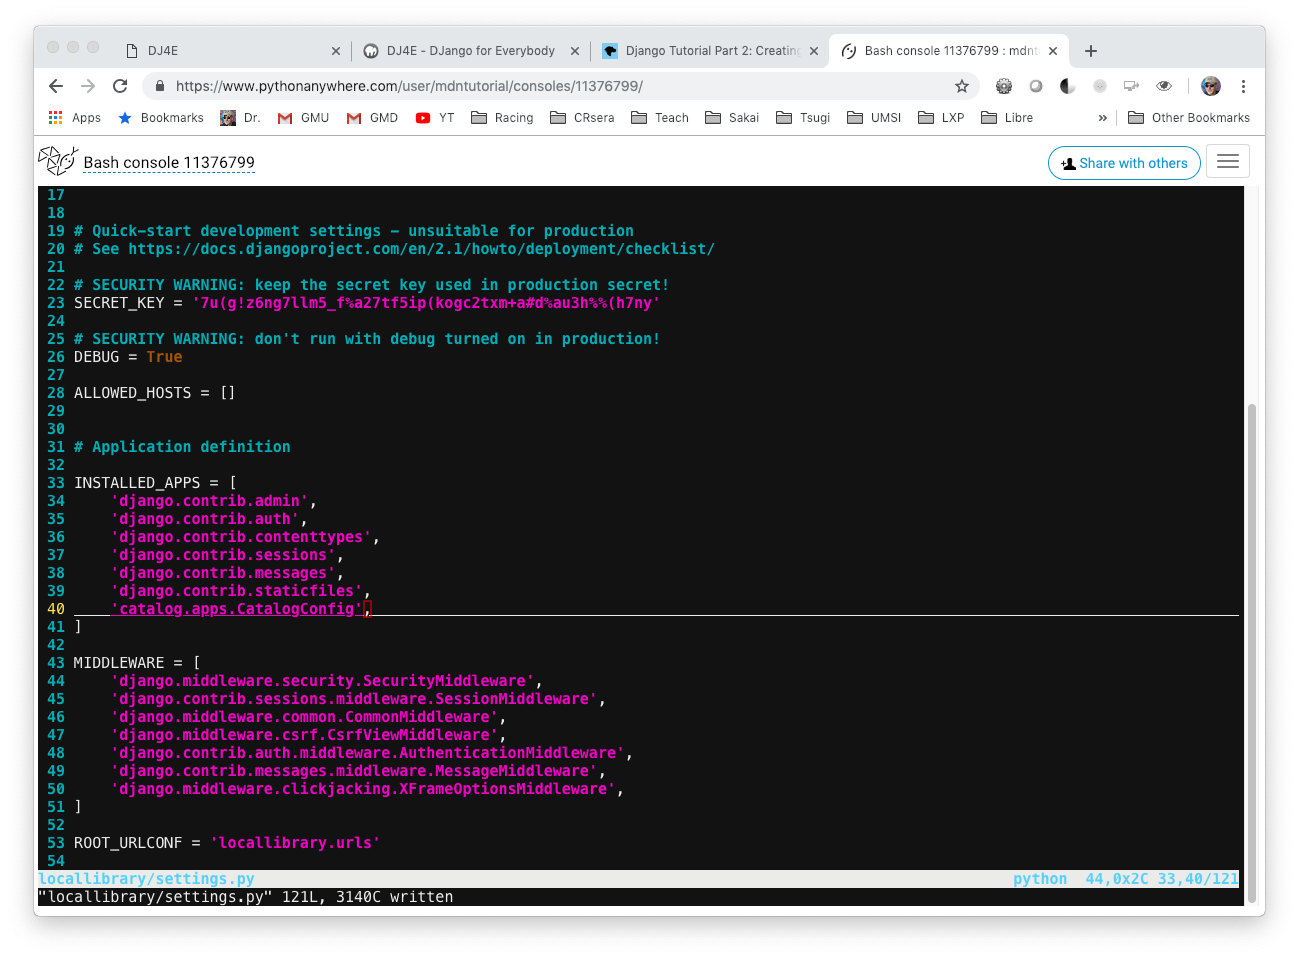 DJ4E
DJ4E - DJango for Everybody
Django Tutorial Part 2: Creating
Bash console 11376799 : mdntu
https://www.pythonanywhere.com/user/mdntutorial/consoles/11376799/
Apps Bookmarks Dr. GMU GMD YT Racing CRsera Teach Sakai Tsugi UMSI LXP Libre » Other Bookmarks
Bash console 11376799
Share with others
17
18
19 # Quick-start development settings - unsuitable for production
20 # See https://docs.djangoproject.com/en/2.1/howto/deployment/checklist/
21
22 # SECURITY WARNING: keep the secret key used in production secret!
23 SECRET_KEY = '7u(g!z6ng7llm5_f%a27tf5ip(kogc2txm+a#d%au3h%%(h7ny'
24
25 # SECURITY WARNING: don't run with debug turned on in production!
26 DEBUG = True
27
28 ALLOWED_HOSTS = []
29
30
31 # Application definition
32
33 INSTALLED_APPS = [
34     'django.contrib.admin',
35     'django.contrib.auth',
36     'django.contrib.contenttypes',
37     'django.contrib.sessions',
38     'django.contrib.messages',
39     'django.contrib.staticfiles',
40     'catalog.apps.CatalogConfig',
41 ]
42
43 MIDDLEWARE = [
44     'django.middleware.security.SecurityMiddleware',
45     'django.contrib.sessions.middleware.SessionMiddleware',
46     'django.middleware.common.CommonMiddleware',
47     'django.middleware.csrf.CsrfViewMiddleware',
48     'django.contrib.auth.middleware.AuthenticationMiddleware',
49     'django.contrib.messages.middleware.MessageMiddleware',
50     'django.middleware.clickjacking.XFrameOptionsMiddleware',
51 ]
52
53 ROOT_URLCONF = 'locallibrary.urls'
54
locallibrary/settings.py python 44,0x2C 33,40/121
"locallibrary/settings.py" 121L, 3140C written